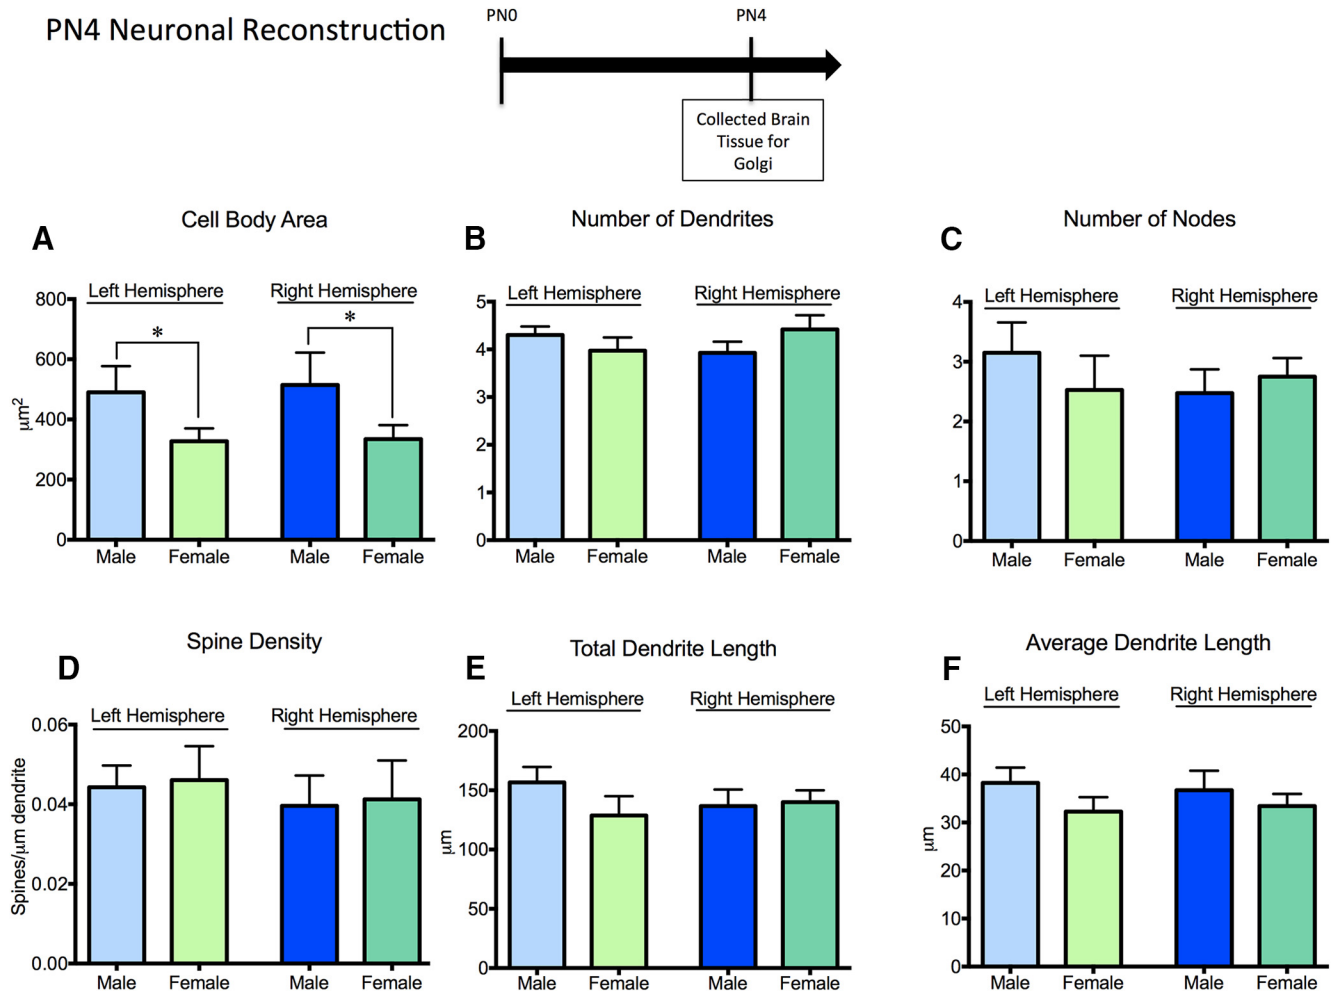 PN4 Neuronal Reconstruction
PN0
PN4
Collected Brain
Tissue for
Golgi
A
Cell Body Area
Left Hemisphere
Right Hemisphere
*
*
μm2
800
600
400
200
0
Male
Female
Male
Female
B
Number of Dendrites
Left Hemisphere
Right Hemisphere
5
4
3
2
1
0
Male
Female
Male
Female
C
Number of Nodes
Left Hemisphere
Right Hemisphere
4
3
2
1
0
Male
Female
Male
Female
D
Spine Density
Left Hemisphere
Right Hemisphere
Spines/μm dendrite
0.06
0.04
0.02
0.00
Male
Female
Male
Female
E
Total Dendrite Length
Left Hemisphere
Right Hemisphere
μm
200
150
100
50
0
Male
Female
Male
Female
F
Average Dendrite Length
Left Hemisphere
Right Hemisphere
μm
50
40
30
20
10
0
Male
Female
Male
Female